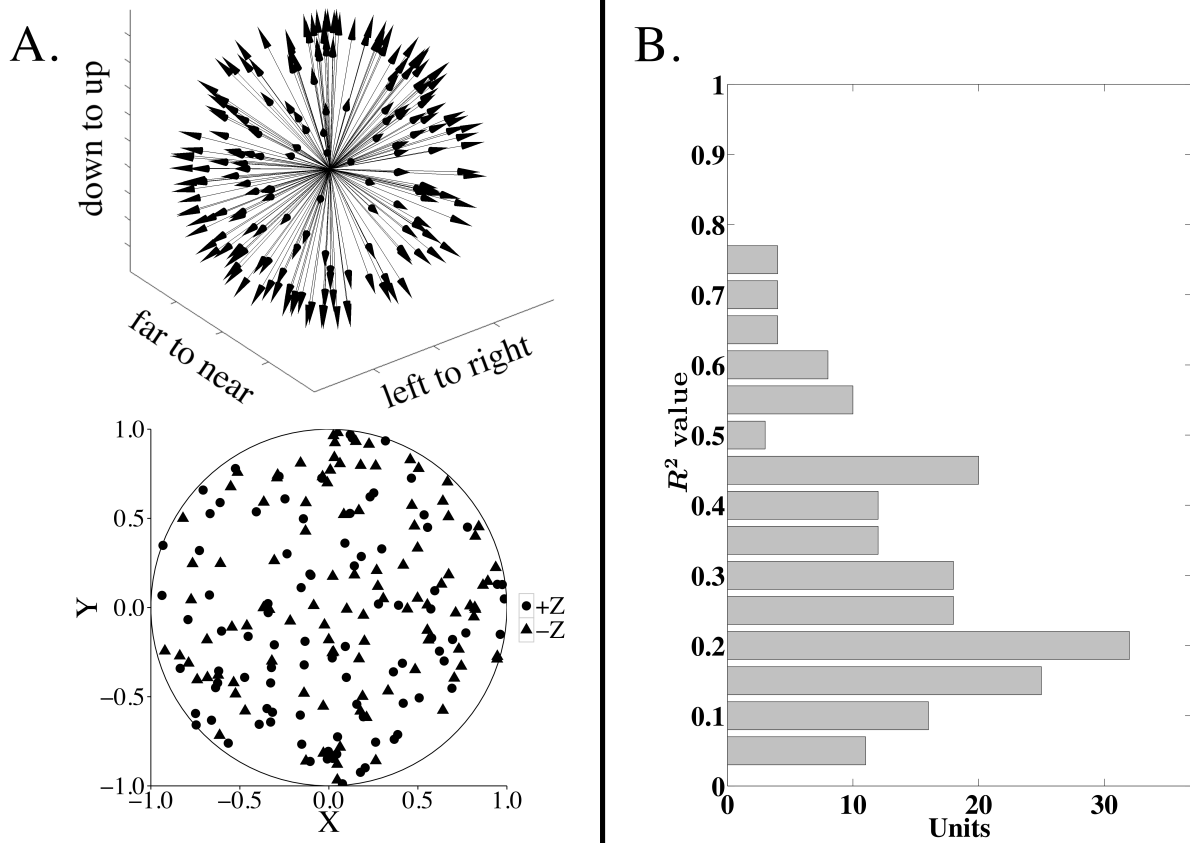 A.
down to up
far to near
left to right
1.0
0.5
0.0
−0.5
−1.0
Y
−1.0 −0.5 0.0 0.5 1.0
X
+Z
−Z
B.
1
0.9
0.8
0.7
0.6
0.5
0.4
0.3
0.2
0.1
0
R² value
0 10 20 30
Units